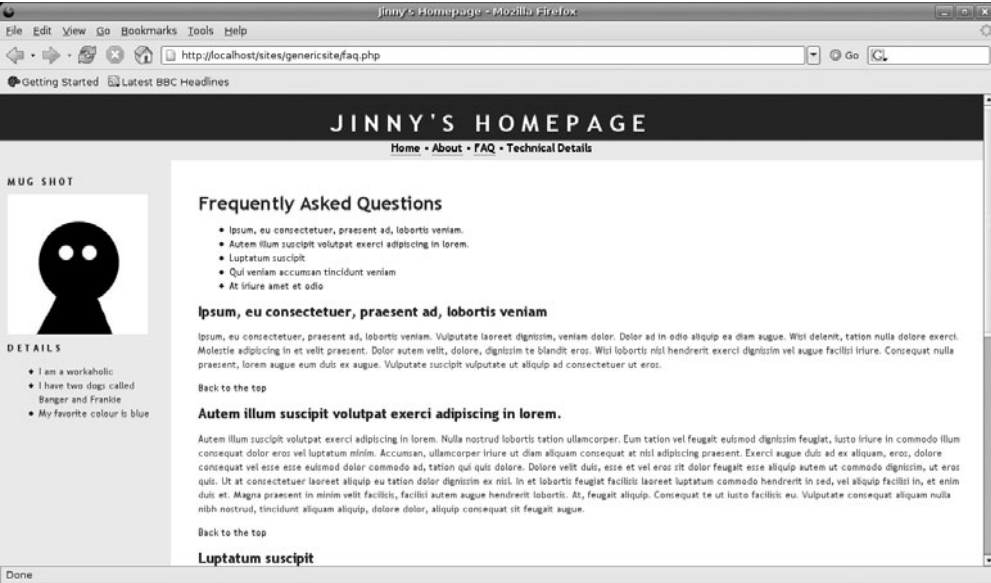 Jinny's Homepage - Mozilla Firefox
File Edit View Go Bookmarks Tools Help
http://localhost/sites/genericsite/faq.php
Go
Getting Started Latest BBC Headlines
JINNY'S HOMEPAGE
Home • About • FAQ • Technical Details
MUG SHOT
DETAILS
• I am a workaholic
• I have two dogs called
Banger and Frankie
• My favorite colour is blue
Frequently Asked Questions
• Ipsum, eu consectetuer, praesent ad, lobortis veniam.
• Autem illum suscipit volutpat exerci adipiscing in lorem.
• Luptatum suscipit
• Qui veniam accumsan tincidunt veniam
• At iriure amet et odio
Ipsum, eu consectetuer, praesent ad, lobortis veniam
Ipsum, eu consectetuer, praesent ad, lobortis veniam. Vulputate laoreet dignissim, veniam dolor. Dolor ad in odio aliquip ea diam augue. Wisi delenit, tation nulla dolore exerci.
Molestie adipiscing in et velit praesent. Dolor autem velit, dolore, dignissim te blandit eros. Wisi lobortis nisl hendrerit exerci dignissim vel augue facilisi iriure. Consequat nulla
praesent, lorem augue eum duis ex augue. Vulputate suscipit vulputate ut aliquip ad consectetuer ut eros.
Back to the top
Autem illum suscipit volutpat exerci adipiscing in lorem.
Autem illum suscipit volutpat exerci adipiscing in lorem. Nulla nostrud lobortis tation ullamcorper. Eum tation vel feugait euismod dignissim feugiat, iusto iriure in commodo illum
consequat dolor eros vel luptatum minim. Accumsan, ullamcorper iriure ut diam aliquam consequat at nisl adipiscing praesent. Exerci augue duis ad ex aliquam, eros, dolore
consequat vel esse esse euismod dolor commodo ad, tation qui quis dolore. Dolore velit duis, esse et vel eros sit dolor feugait esse aliquip autem ut commodo dignissim, ut eros
quis. Ut at consectetuer laoreet aliquip eu tation dolor dignissim ex nisl. In et lobortis feugiat facilisis laoreet luptatum commodo hendrerit in sed, vel aliquip facilisi in, et enim
duis et. Magna praesent in minim velit facilisis, facilisi autem augue hendrerit lobortis. At, feugait aliquip. Consequat te ut iusto facilisis eu. Vulputate consequat aliquam nulla
nibh nostrud, tincidunt aliquam aliquip, dolore dolor, aliquip consequat sit feugait augue.
Back to the top
Luptatum suscipit
Done